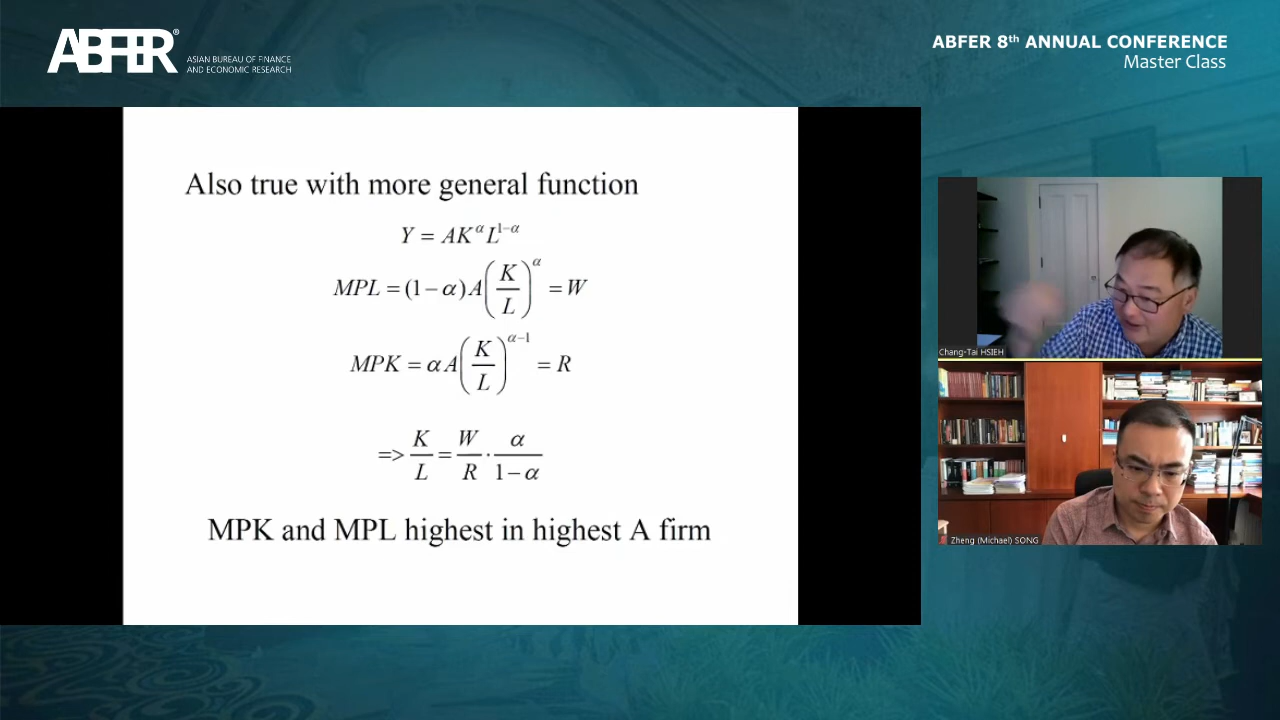 ABFER®
ASIAN BUREAU OF FINANCE
AND ECONOMIC RESEARCH
ABFER 8th ANNUAL CONFERENCE
Master Class
Also true with more general function
Y = AK^α L^{1−α}
MPL = (1−α)A(K/L)^α = W
MPK = αA(K/L)^{α−1} = R
=> K/L = W/R · α/(1−α)
MPK and MPL highest in highest A firm
Chang-Tai HSIEH
Zheng (Michael) SONG